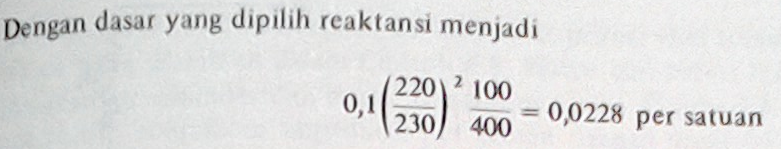 Dengan dasar yang dipilih reaktansi menjadi
0,1(220/230)² 100/400 = 0,0228 per satuan